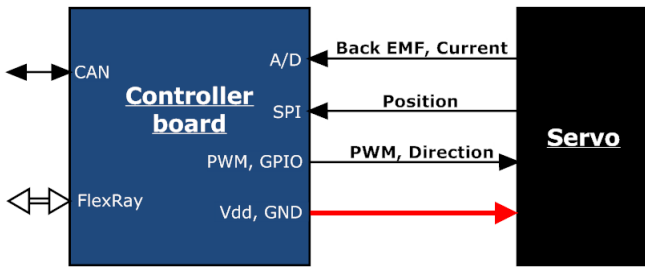 CAN
FlexRay
Controller
board
A/D
SPI
PWM, GPIO
Vdd, GND
Back EMF, Current
Position
PWM, Direction
Servo